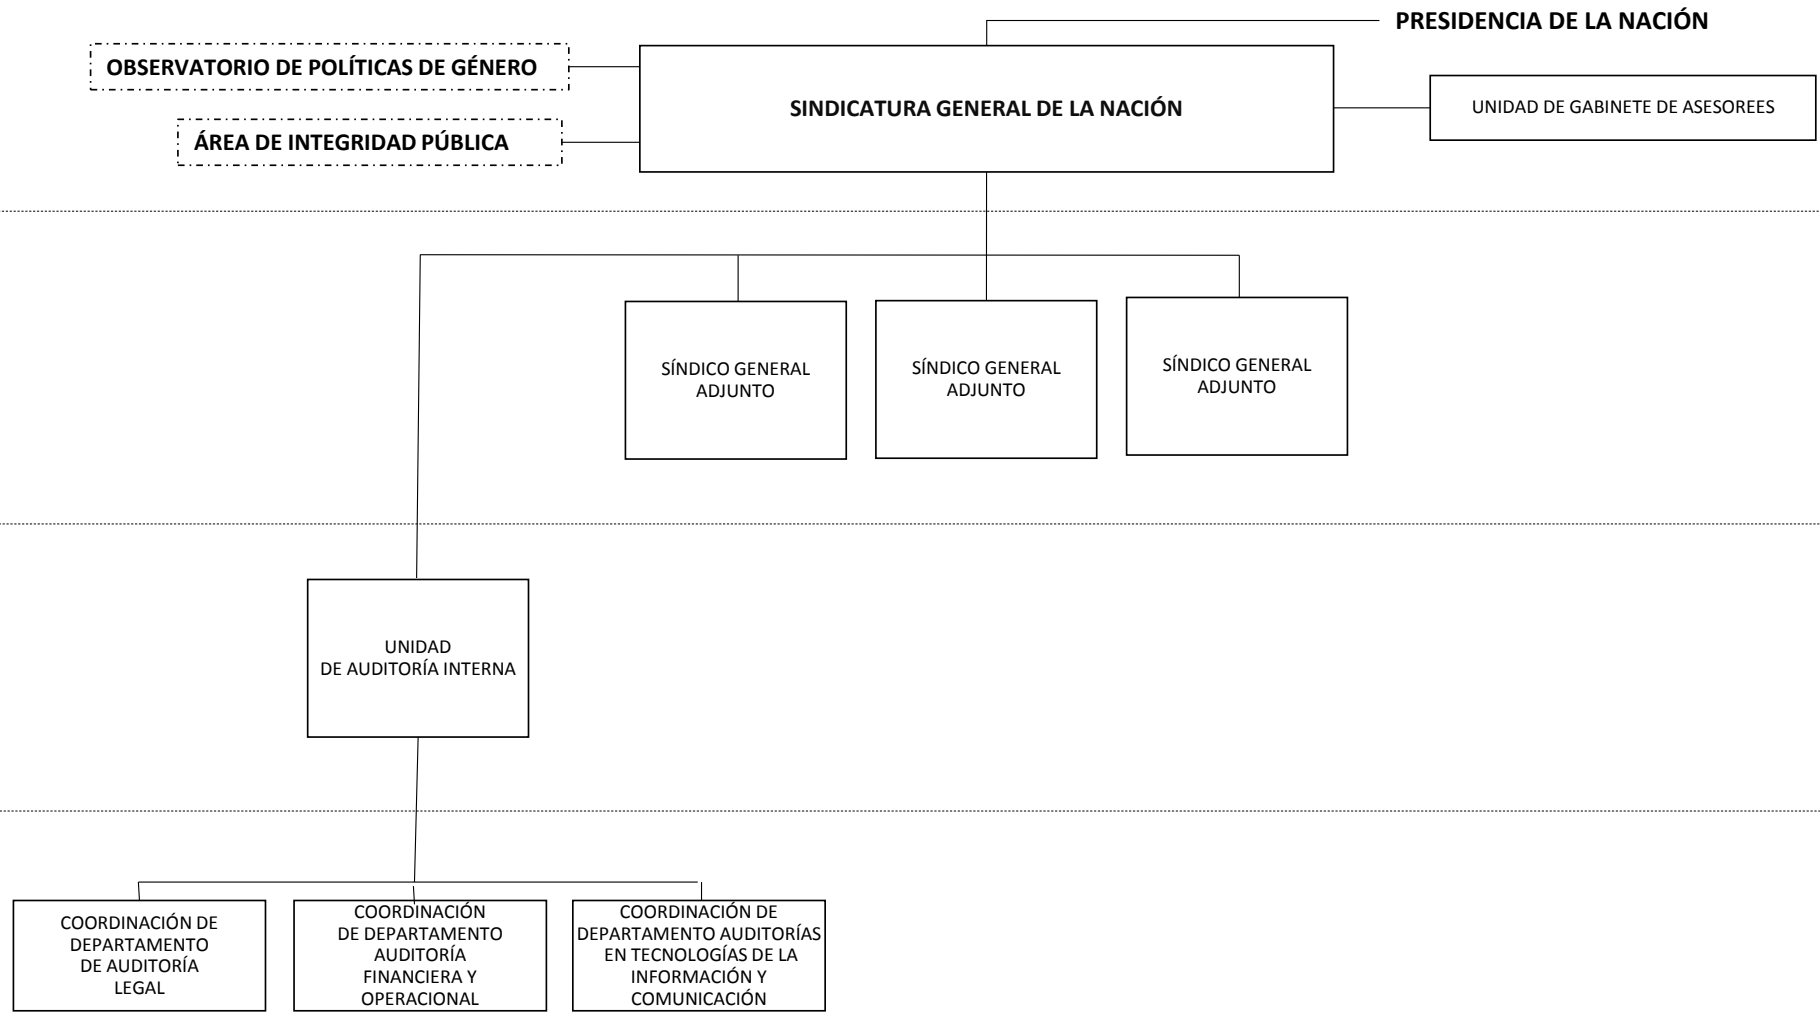 PRESIDENCIA DE LA NACIÓN
OBSERVATORIO DE POLÍTICAS DE GÉNERO
SINDICATURA GENERAL DE LA NACIÓN
UNIDAD DE GABINETE DE ASESOREES
ÁREA DE INTEGRIDAD PÚBLICA
SÍNDICO GENERAL
ADJUNTO
SÍNDICO GENERAL
ADJUNTO
SÍNDICO GENERAL
ADJUNTO
UNIDAD
DE AUDITORÍA INTERNA
COORDINACIÓN DE
DEPARTAMENTO
DE AUDITORÍA
LEGAL
COORDINACIÓN
DE DEPARTAMENTO
AUDITORÍA
FINANCIERA Y
OPERACIONAL
COORDINACIÓN DE
DEPARTAMENTO AUDITORÍAS
EN TECNOLOGÍAS DE LA
INFORMACIÓN Y
COMUNICACIÓN